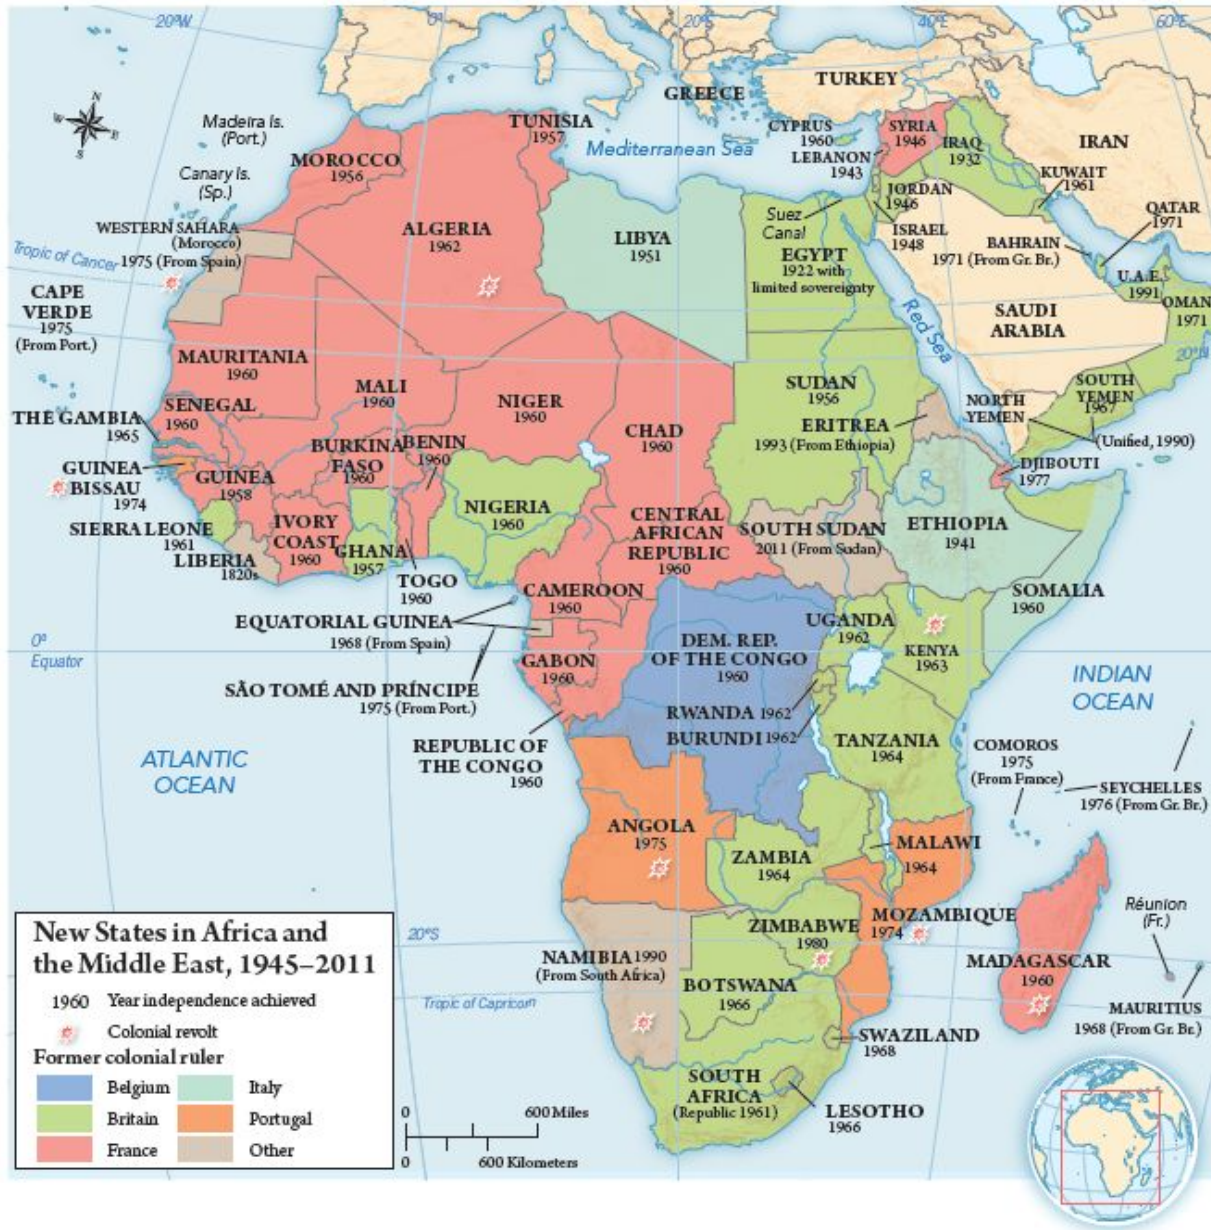 20°W
0°
20°E
40°E
60°E
N
W
E
S
GREECE
TURKEY
Madeira Is.
(Port.)
TUNISIA
1957
Mediterranean Sea
CYPRUS
1960
SYRIA
1946
LEBANON
1943
IRAQ
1932
IRAN
MOROCCO
1956
Canary Is.
(Sp.)
KUWAIT
1961
JORDAN
1946
QATAR
1971
WESTERN SAHARA
(Morocco)
1975 (From Spain)
Tropic of Cancer
ALGERIA
1962
LIBYA
1951
Suez
Canal
EGYPT
1922 with
limited sovereignty
ISRAEL
1948
BAHRAIN
1971 (From Gr. Br.)
U.A.E.
1991
OMAN
1971
CAPE
VERDE
1975
(From Port.)
Red Sea
SAUDI
ARABIA
20°N
MAURITANIA
1960
MALI
1960
NIGER
1960
CHAD
1960
SUDAN
1956
ERITREA
1993 (From Ethiopia)
NORTH
YEMEN
SOUTH
YEMEN
1967
(Unified, 1990)
SENEGAL
1960
THE GAMBIA
1965
BURKINA
FASO
1960
BENIN
1960
DJIBOUTI
1977
GUINEA
BISSAU
1974
GUINEA
1958
NIGERIA
1960
CENTRAL
AFRICAN
REPUBLIC
1960
SOUTH SUDAN
2011 (From Sudan)
ETHIOPIA
1941
SIERRA LEONE
1961
IVORY
COAST
1960
GHANA
1957
LIBERIA
1820s
TOGO
1960
CAMEROON
1960
SOMALIA
1960
EQUATORIAL GUINEA
1968 (From Spain)
UGANDA
1962
KENYA
1963
0°
Equator
GABON
1960
DEM. REP.
OF THE CONGO
1960
INDIAN
OCEAN
SÃO TOMÉ AND PRÍNCIPE
1975 (From Port.)
RWANDA 1962
BURUNDI 1962
REPUBLIC OF
THE CONGO
1960
TANZANIA
1964
COMOROS
1975
(From France)
SEYCHELLES
1976 (From Gr. Br.)
ATLANTIC
OCEAN
ANGOLA
1975
ZAMBIA
1964
MALAWI
1964
20°S
NAMIBIA 1990
(From South Africa)
ZIMBABWE
1980
MOZAMBIQUE
1974
MADAGASCAR
1960
Réunion
(Fr.)
MAURITIUS
1968 (From Gr. Br.)
BOTSWANA
1966
Tropic of Capricorn
SWAZILAND
1968
SOUTH
AFRICA
(Republic 1961)
LESOTHO
1966
New States in Africa and
the Middle East, 1945–2011
1960 Year independence achieved
Colonial revolt
Former colonial ruler
Belgium
Italy
Britain
Portugal
France
Other
0 600 Miles
0 600 Kilometers